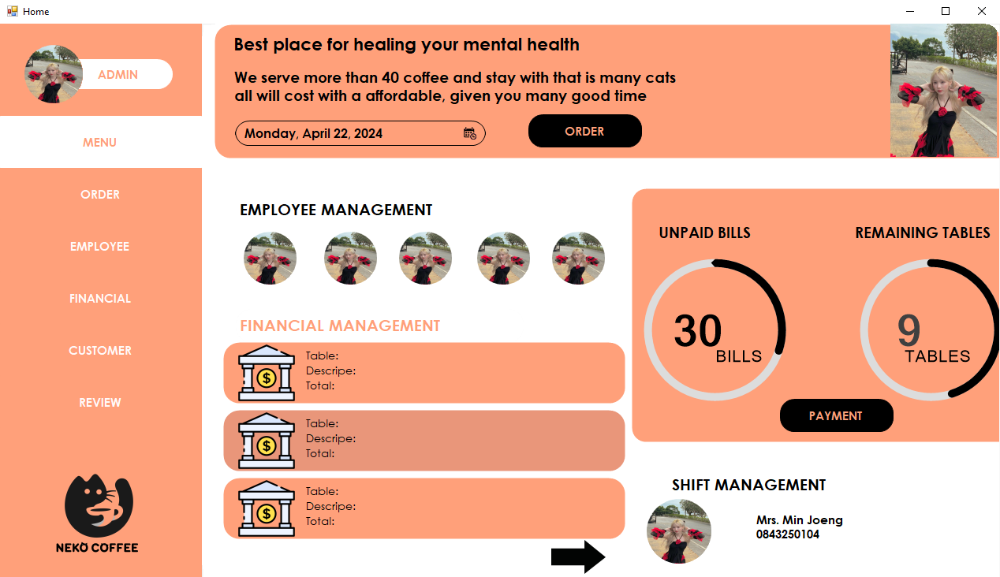 Home
ADMIN
MENU
ORDER
EMPLOYEE
FINANCIAL
CUSTOMER
REVIEW
NEKO COFFEE
Best place for healing your mental health
We serve more than 40 coffee and stay with that is many cats
all will cost with a affordable, given you many good time
Monday, April 22, 2024
ORDER
EMPLOYEE MANAGEMENT
FINANCIAL MANAGEMENT
$
Table:
Descripe:
Total:
$
Table:
Descripe:
Total:
$
Table:
Descripe:
Total:
UNPAID BILLS
30
BILLS
REMAINING TABLES
9
TABLES
PAYMENT
SHIFT MANAGEMENT
Mrs. Min Joeng
0843250104